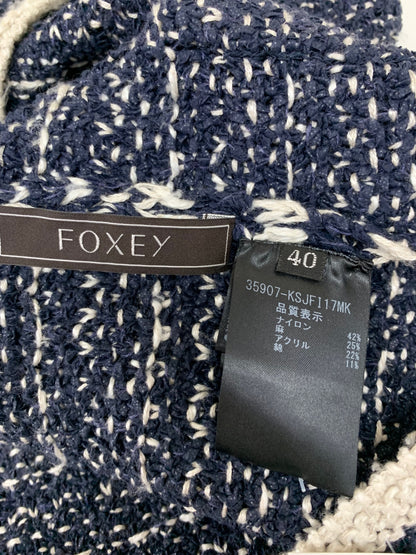 FOXEY
40
35907-KSJFI17MK
品質表示
ナイロン 42%
麻 25%
アクリル 22%
綿 11%